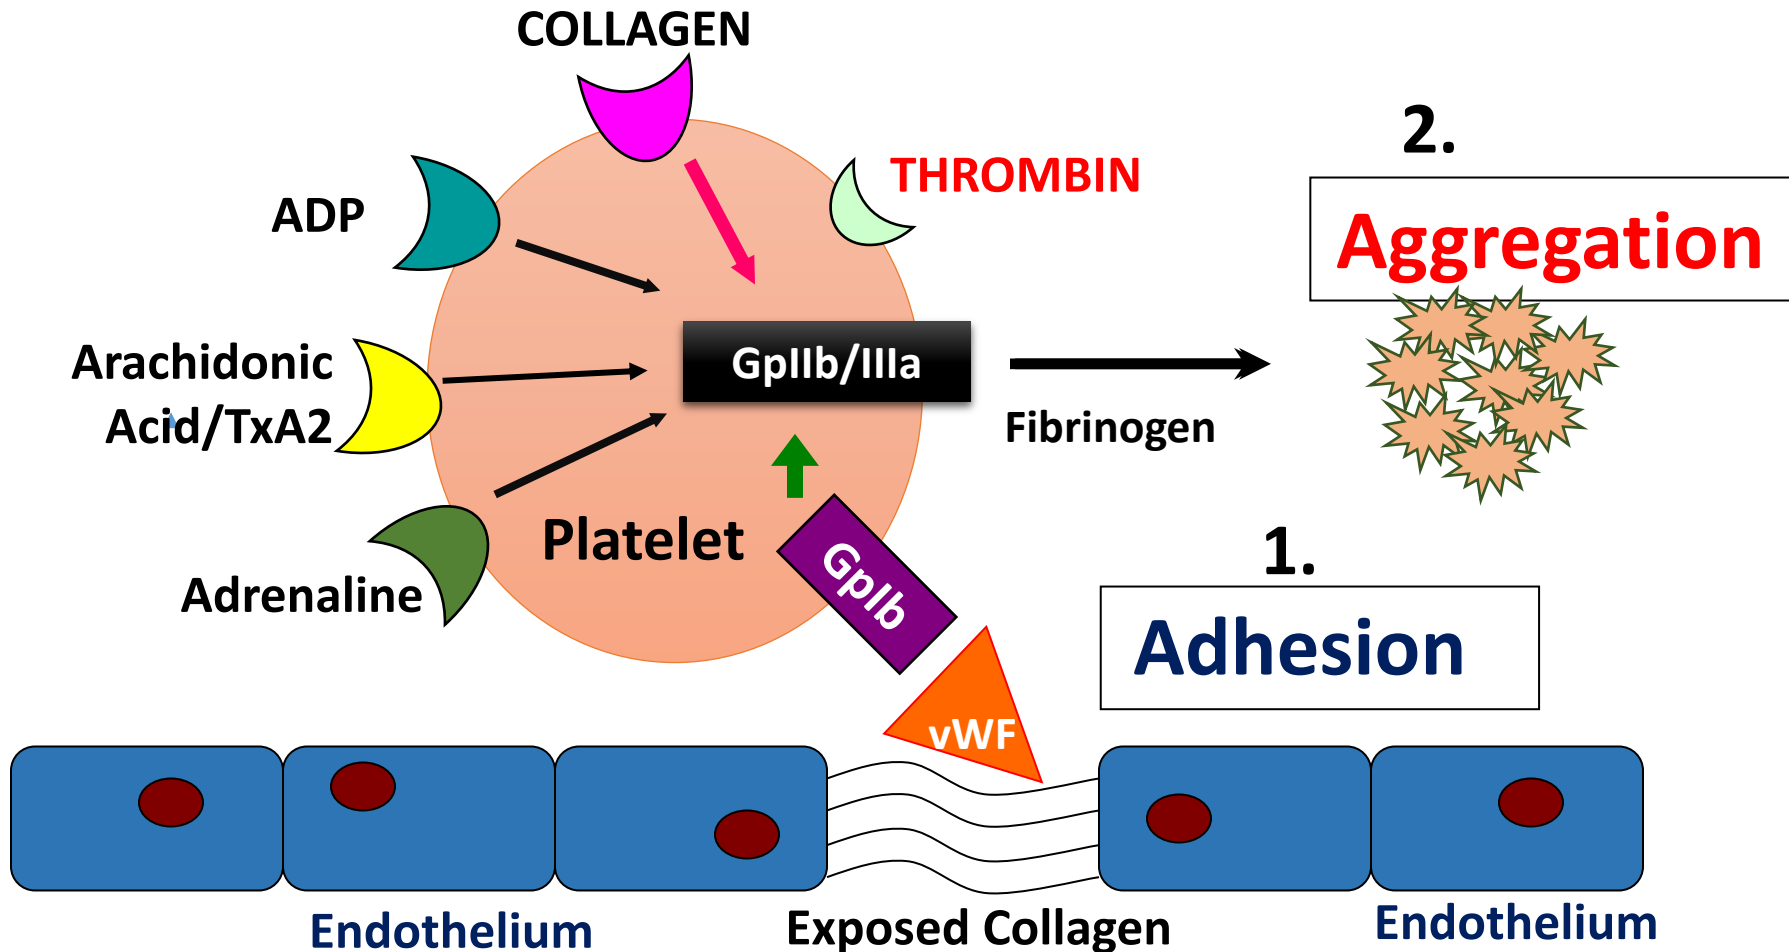 COLLAGEN
2.
THROMBIN
ADP
Aggregation
Arachidonic
Acid/TxA2
GpIIb/IIIa
Fibrinogen
Platelet
1.
Adrenaline
GpIb
Adhesion
vWF
Endothelium
Exposed Collagen
Endothelium